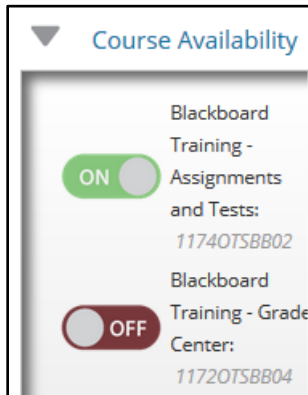 Course Availability
Blackboard
Training -
ON
Assignments
and Tests:
1174OTSBB02
Blackboard
OFF
Training - Grade
Center:
1172OTSBB04